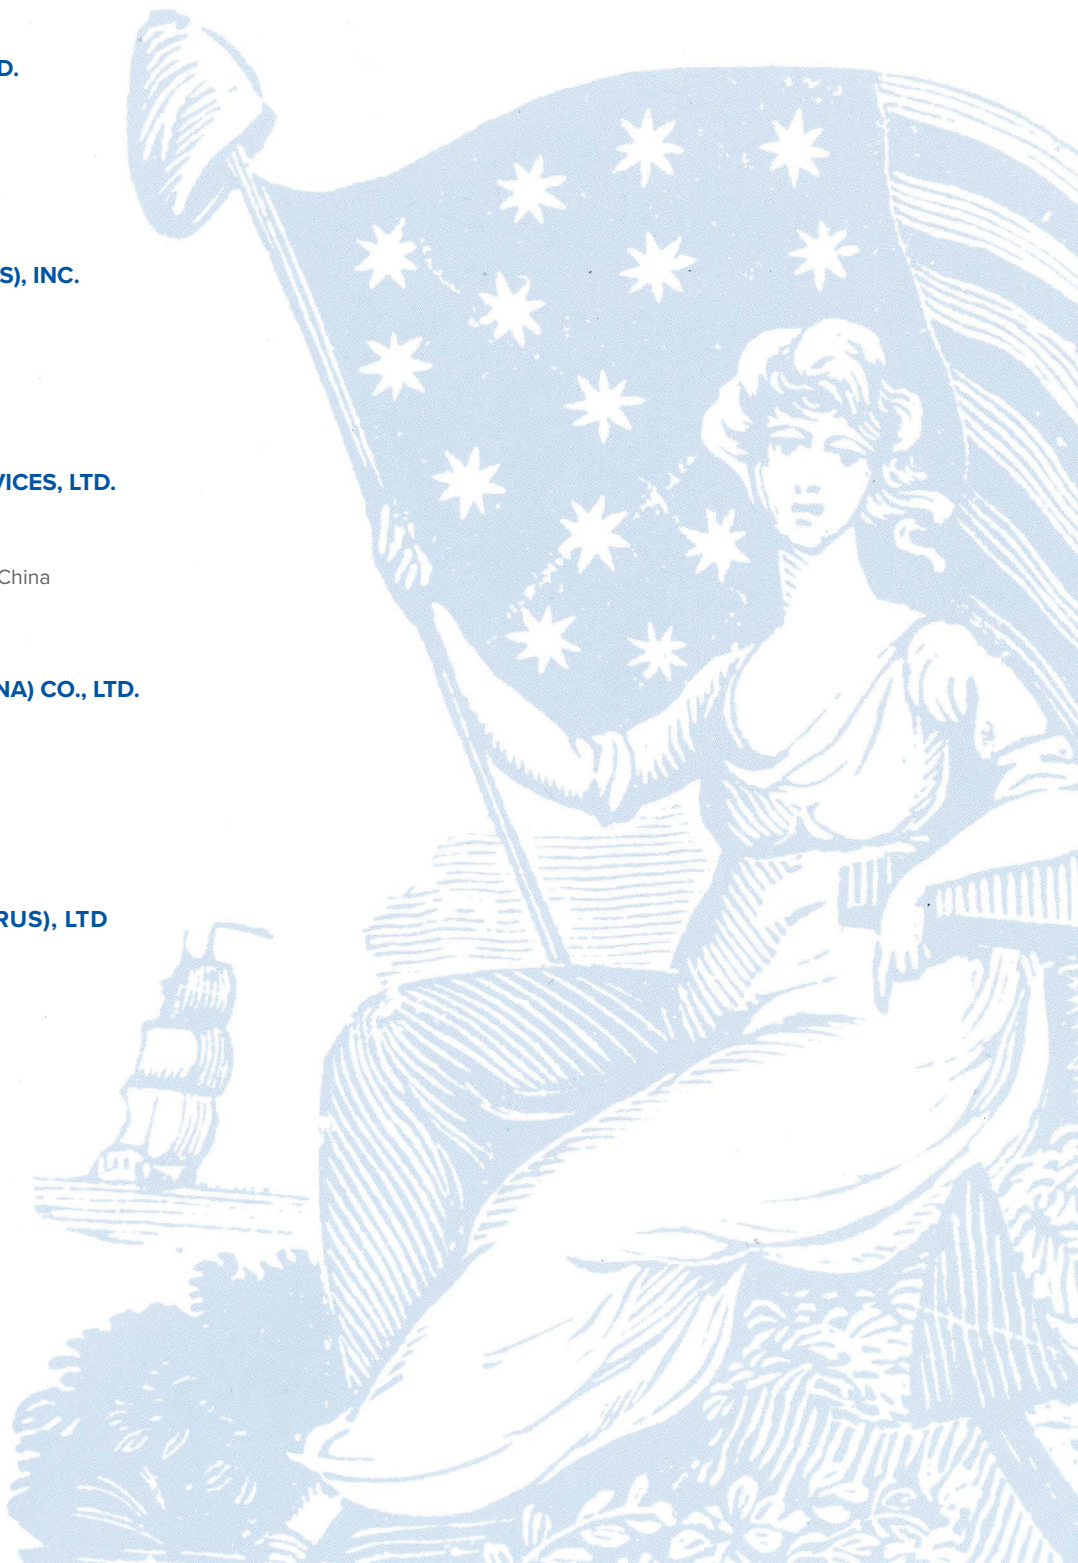 D.
S), INC.
VICES, LTD.
China
NA) CO., LTD.
RUS), LTD